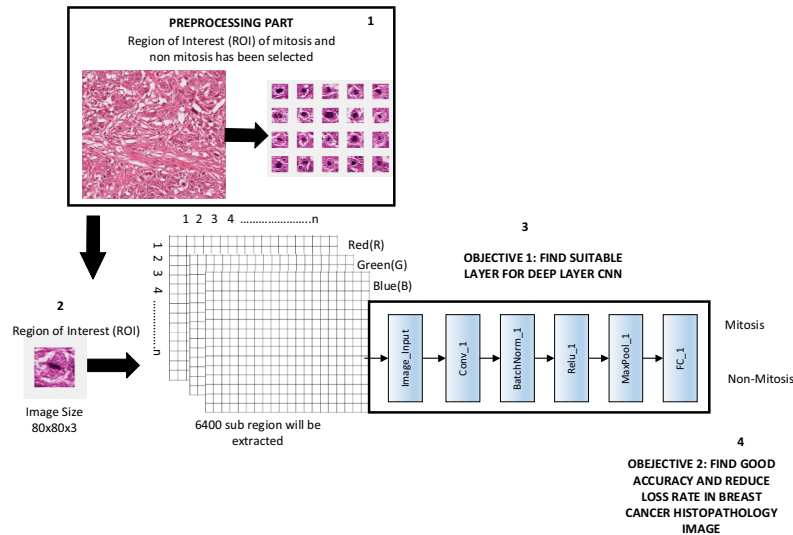 PREPROCESSING PART
1
Region of Interest (ROI) of mitosis and
non mitosis has been selected
1 2 3 4 …………………..n
1
2
3
4
…………..n
Red(R)
Green(G)
Blue(B)
2
Region of Interest (ROI)
Image Size
80x80x3
6400 sub region will be
extracted
3
OBJECTIVE 1: FIND SUITABLE
LAYER FOR DEEP LAYER CNN
Image_Input
Conv_1
BatchNorm_1
Relu_1
MaxPool_1
FC_1
Mitosis
Non-Mitosis
4
OBEJECTIVE 2: FIND GOOD
ACCURACY AND REDUCE
LOSS RATE IN BREAST
CANCER HISTOPATHOLOGY
IMAGE